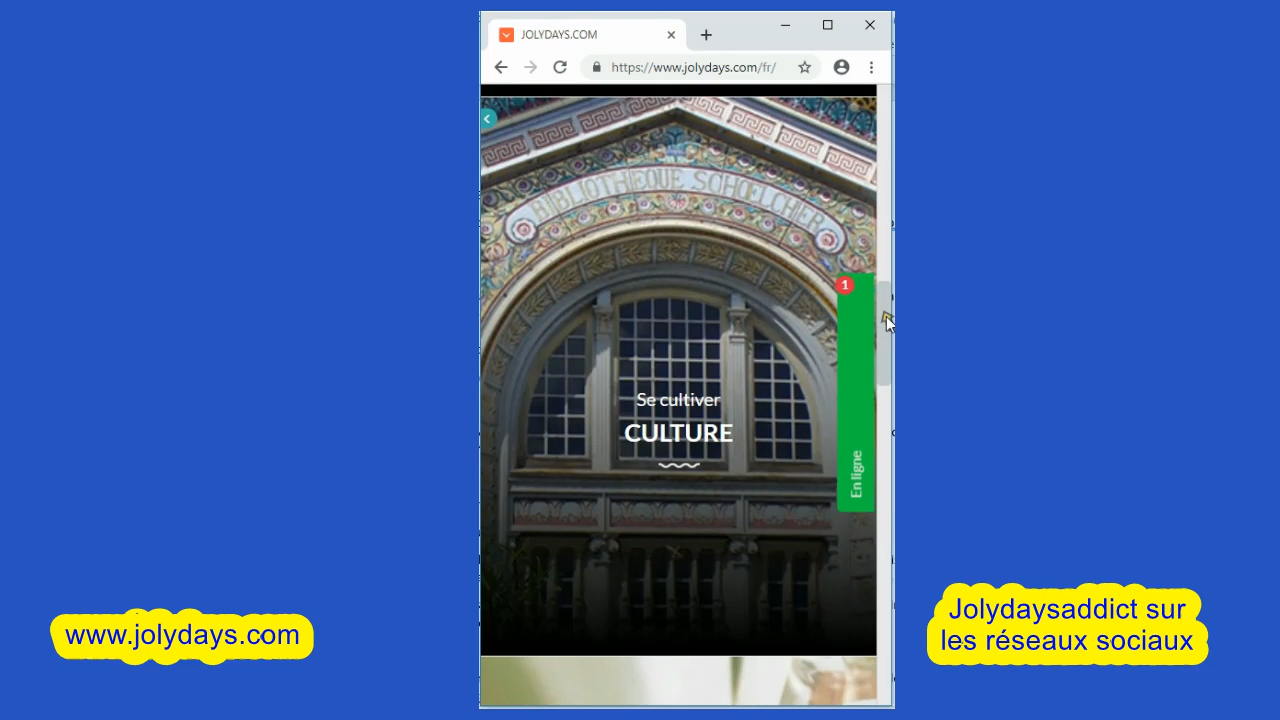 JOLYDAYS.COM
https://www.jolydays.com/fr/
BIBLIOTHEQUE SCHOELCHER
1
Se cultiver
CULTURE
En ligne
www.jolydays.com
Jolydaysaddict sur
les réseaux sociaux